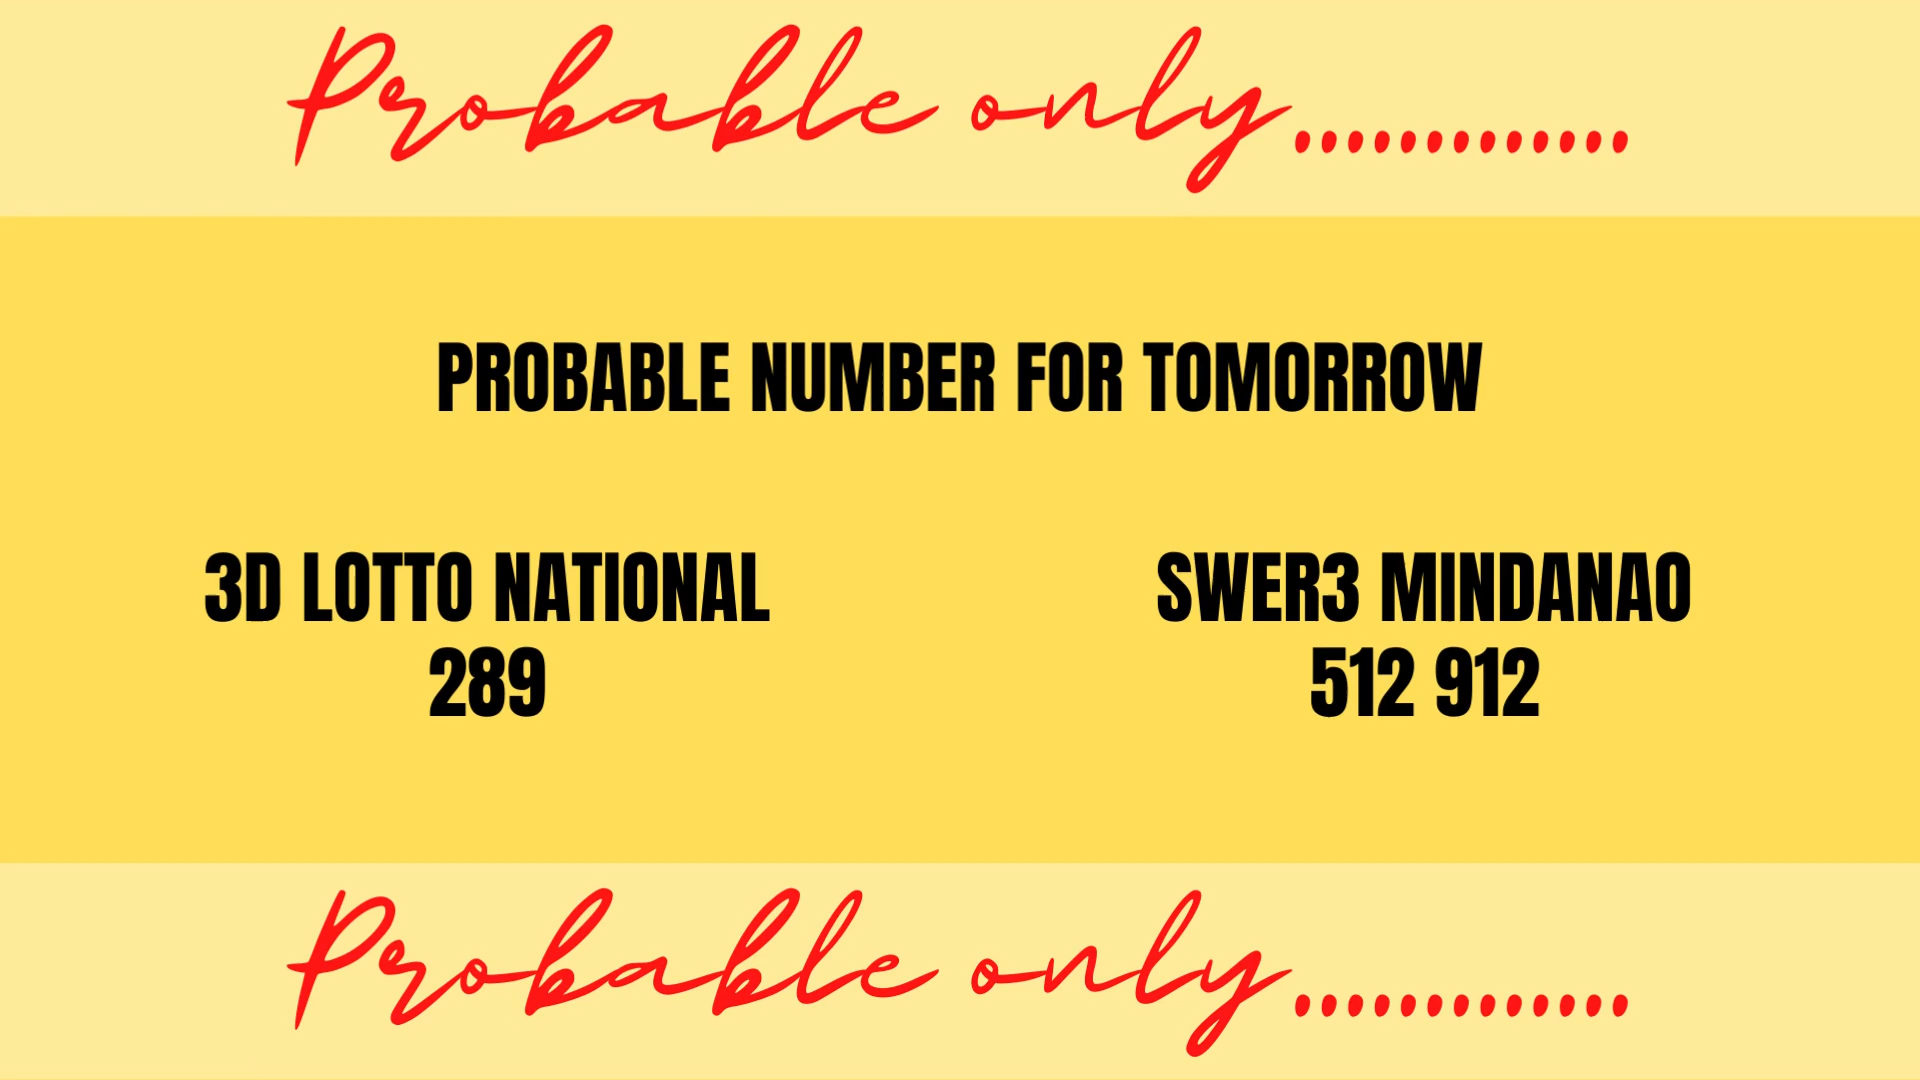 Probable only.............
PROBABLE NUMBER FOR TOMORROW
3D LOTTO NATIONAL
289
SWER3 MINDANAO
512 912
Probable only.............